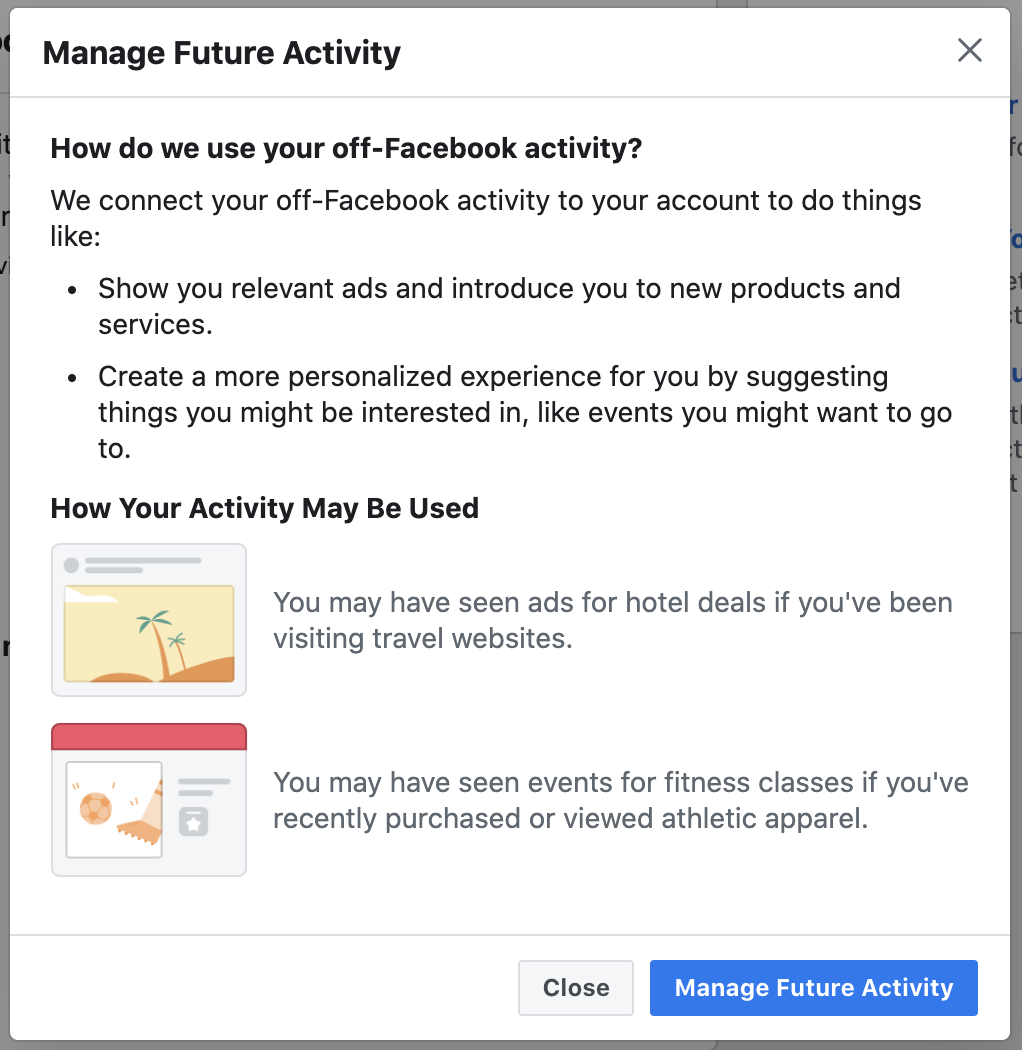 Manage Future Activity
How do we use your off-Facebook activity?
We connect your off-Facebook activity to your account to do things
like:
• Show you relevant ads and introduce you to new products and
services.
• Create a more personalized experience for you by suggesting
things you might be interested in, like events you might want to go
to.
How Your Activity May Be Used
You may have seen ads for hotel deals if you've been
visiting travel websites.
You may have seen events for fitness classes if you've
recently purchased or viewed athletic apparel.
Close
Manage Future Activity